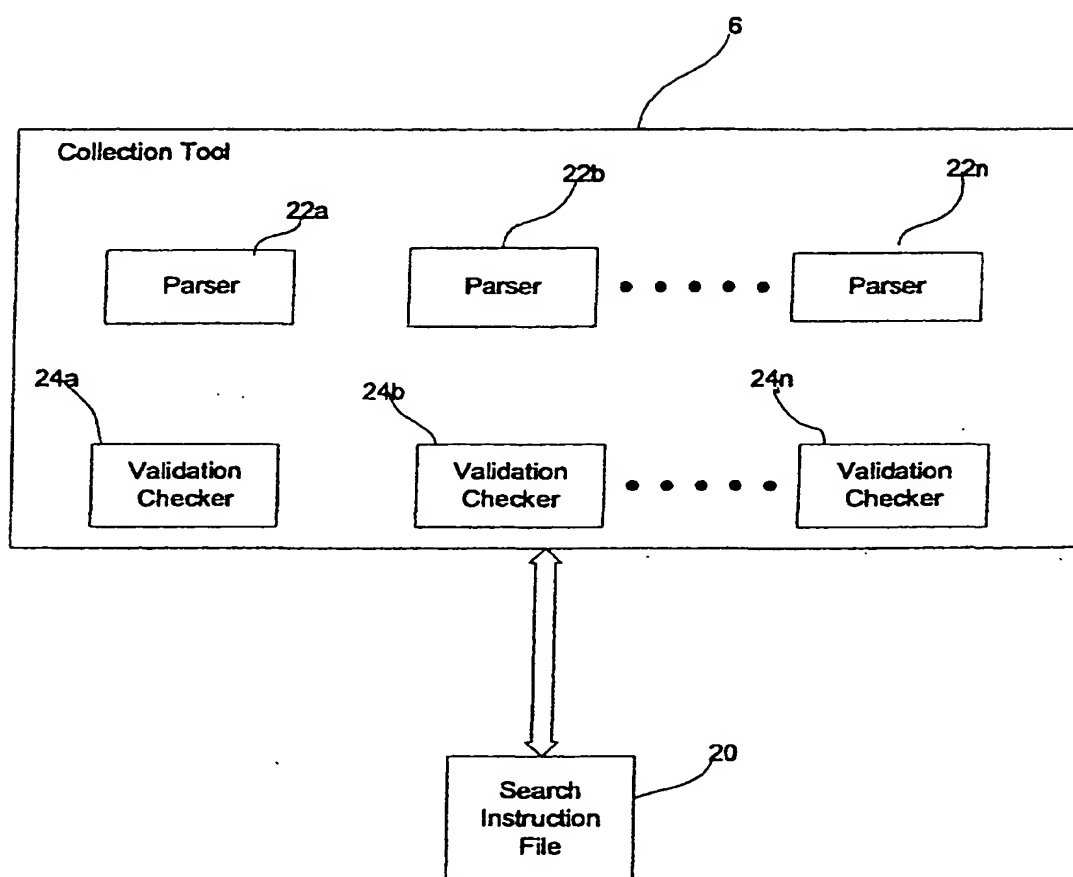 6
Collection Tool
22a
22b
22n
Parser
Parser
Parser
24a
24b
24n
Validation
Checker
Validation
Checker
Validation
Checker
20
Search
Instruction
File